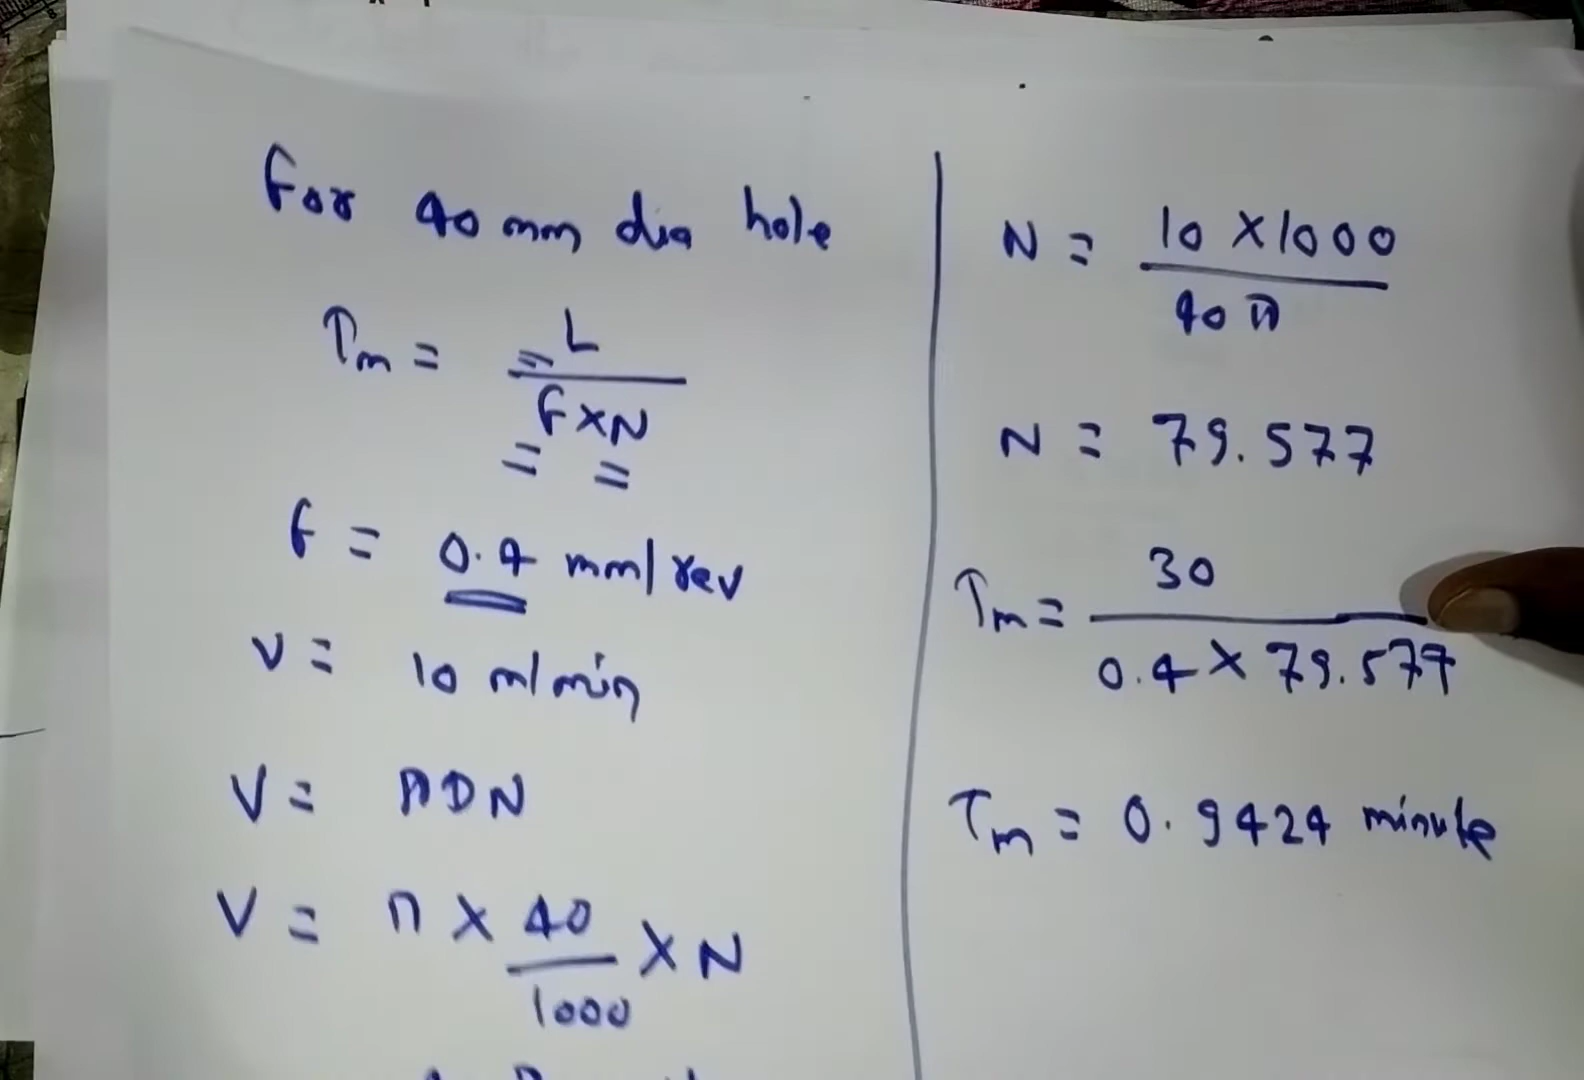 For 40 mm dia hole
Tm = L / f×N
f = 0.4 mm/rev
V = 10 m/min
V = πDN
V = π × 40/1000 × N
N = 10 × 1000 / 40π
N = 79.577
Tm = 30 / 0.4 × 79.577
Tm = 0.9424 minute